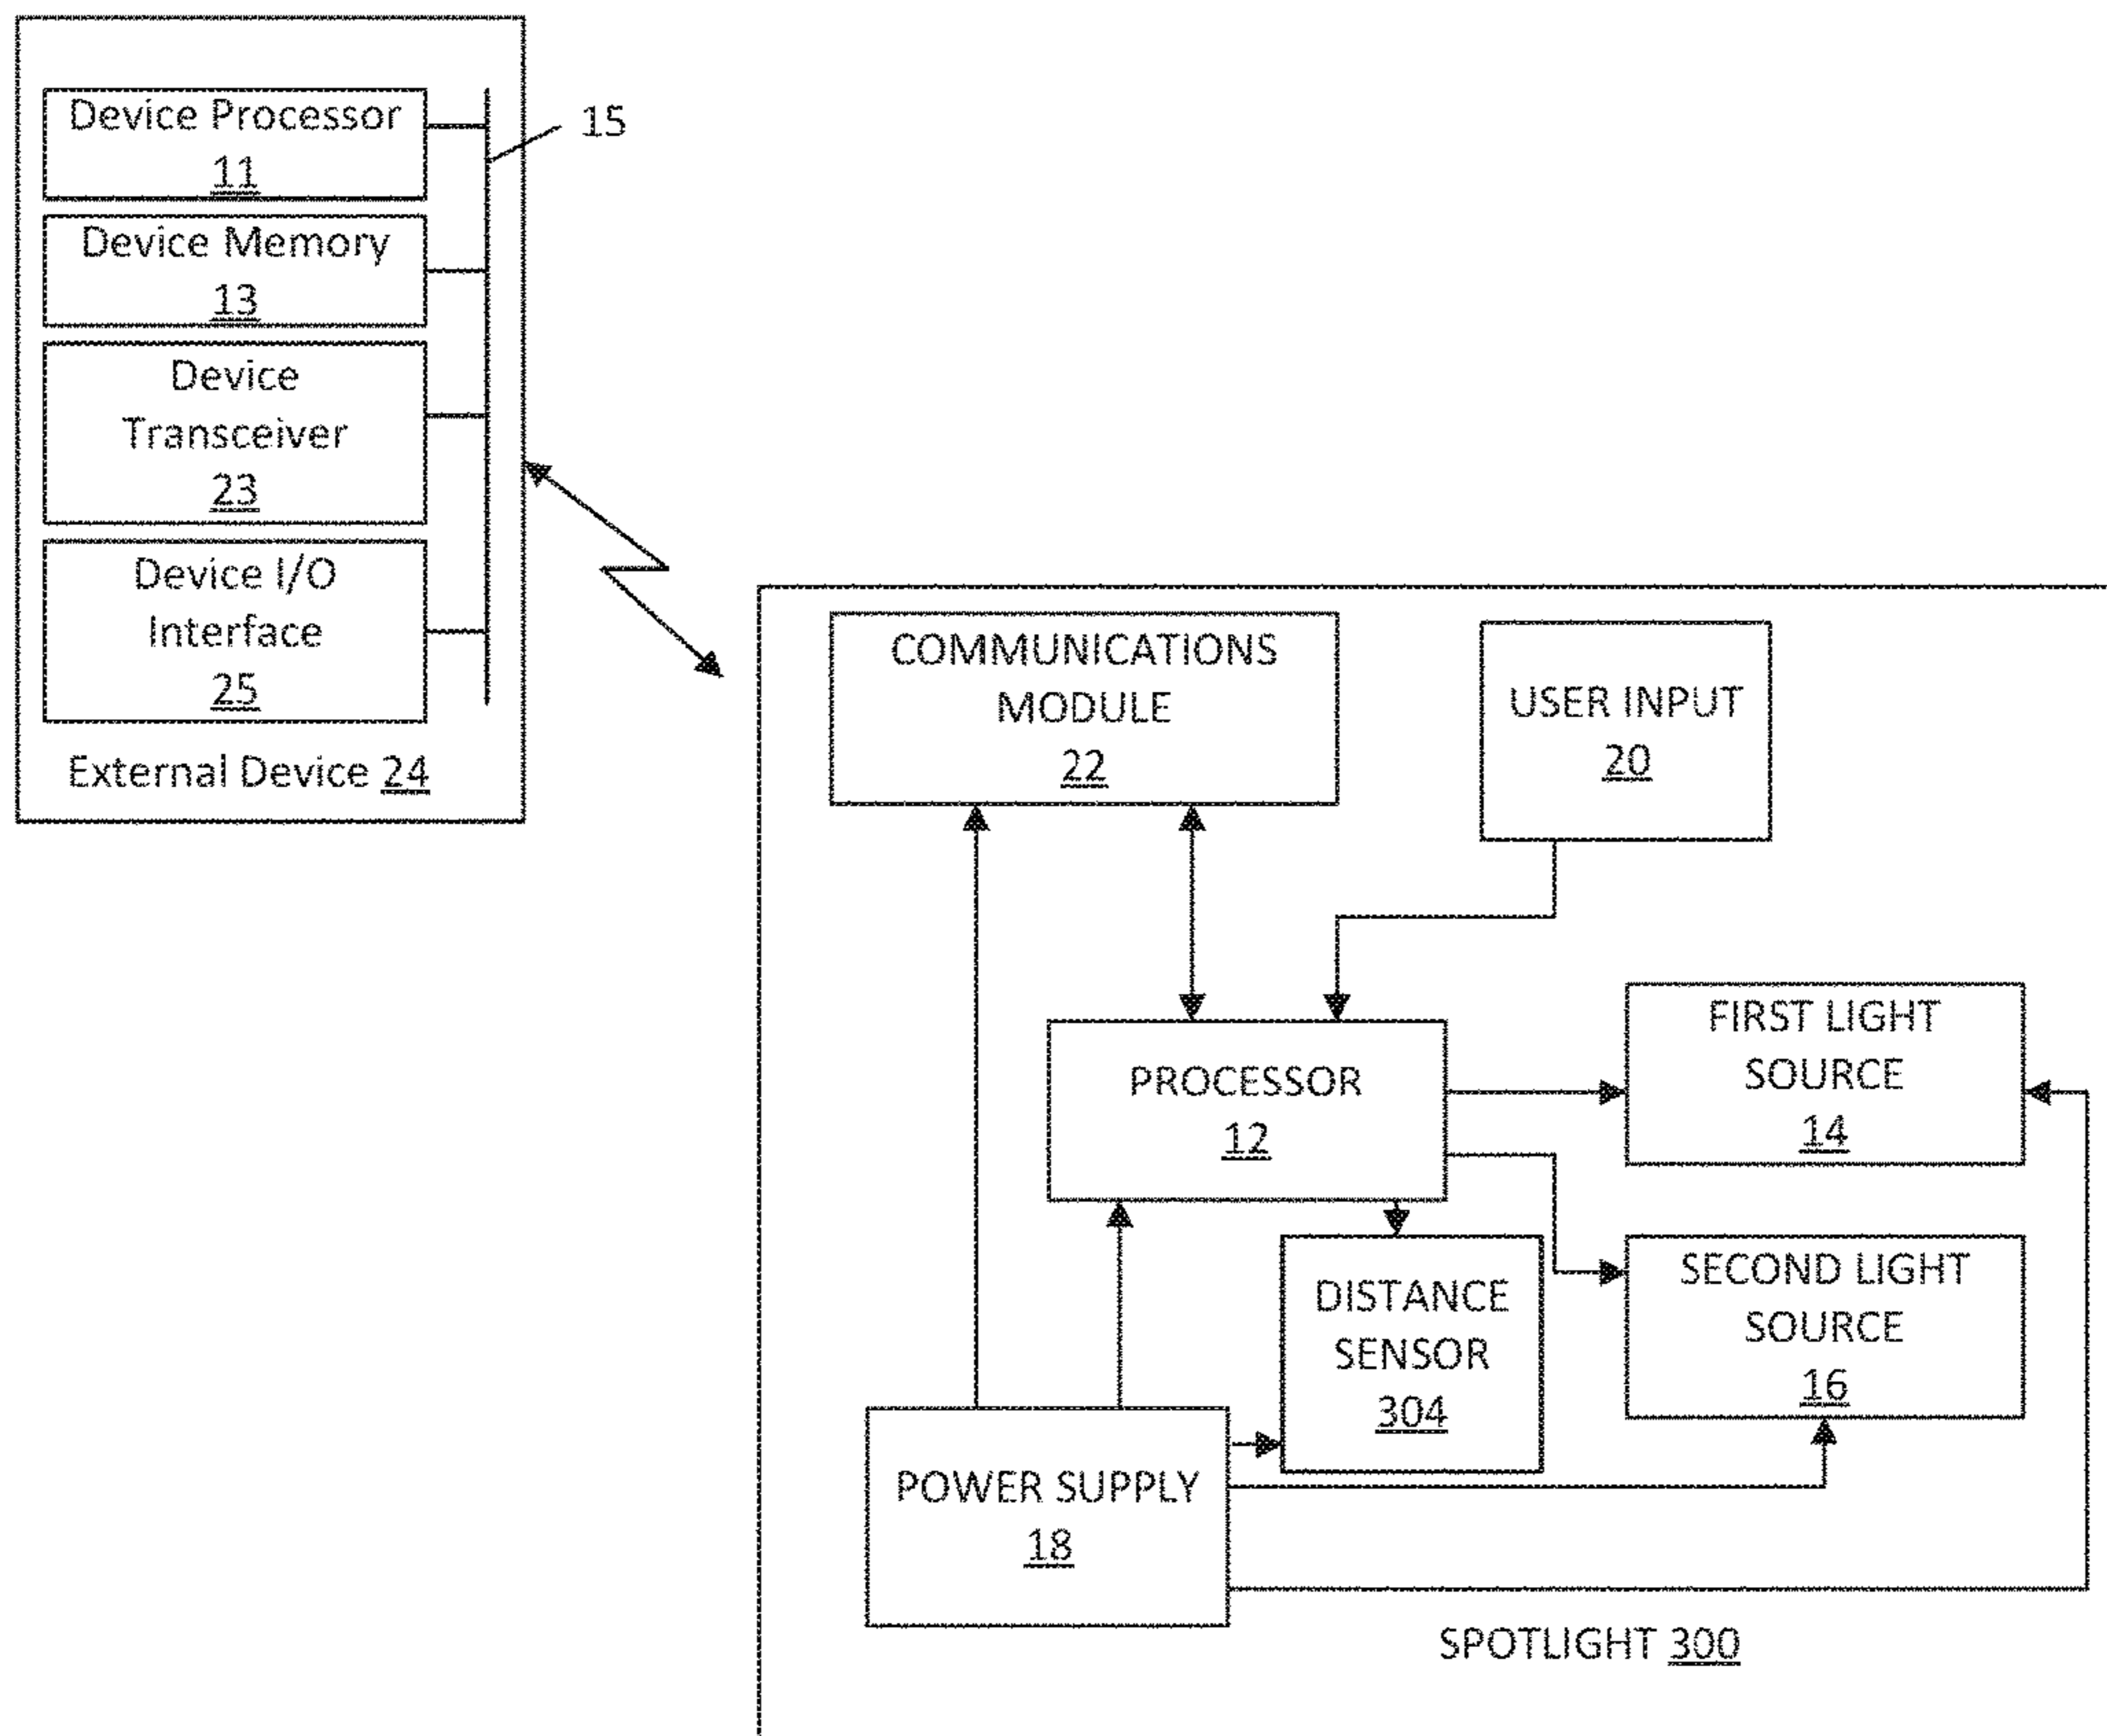 Device Processor
11
15
Device Memory
13
Device
Transceiver
23
Device I/O
Interface
25
External Device 24
COMMUNICATIONS
MODULE
22
USER INPUT
20
PROCESSOR
12
FIRST LIGHT
SOURCE
14
DISTANCE
SENSOR
304
SECOND LIGHT
SOURCE
16
POWER SUPPLY
18
SPOTLIGHT 300